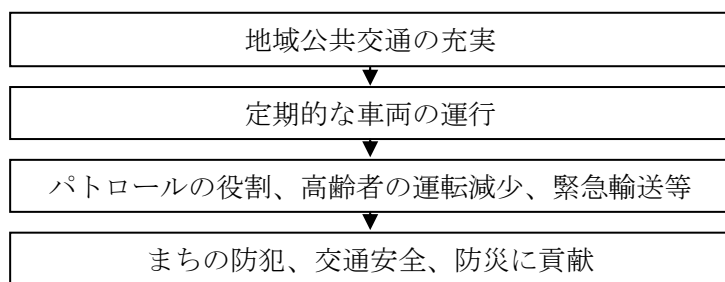 地域公共交通の充実
定期的な車両の運行
パトロールの役割、高齢者の運転減少、緊急輸送等
まちの防犯、交通安全、防災に貢献